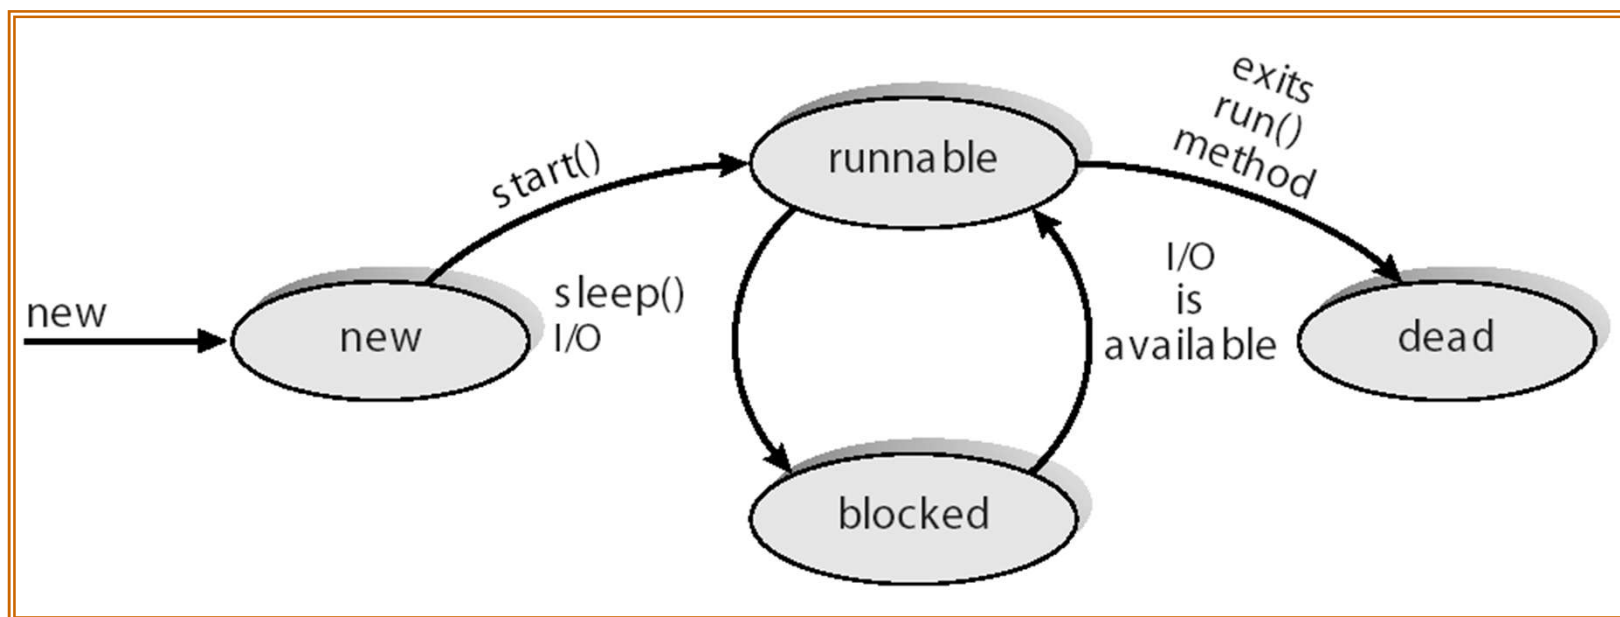 new
new
start()
sleep()
I/O
runnable
blocked
I/O
is
available
exits
run()
method
dead